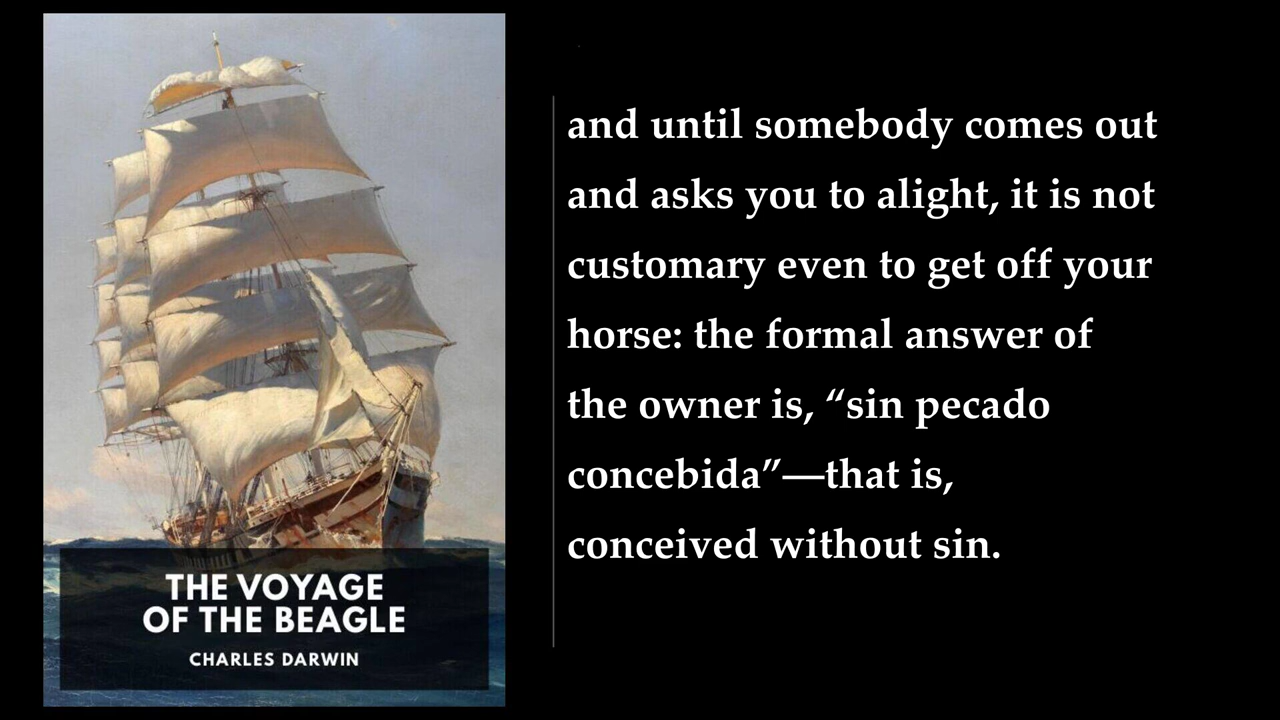 THE VOYAGE
OF THE BEAGLE
CHARLES DARWIN
and until somebody comes out
and asks you to alight, it is not
customary even to get off your
horse: the formal answer of
the owner is, “sin pecado
concebida”—that is,
conceived without sin.